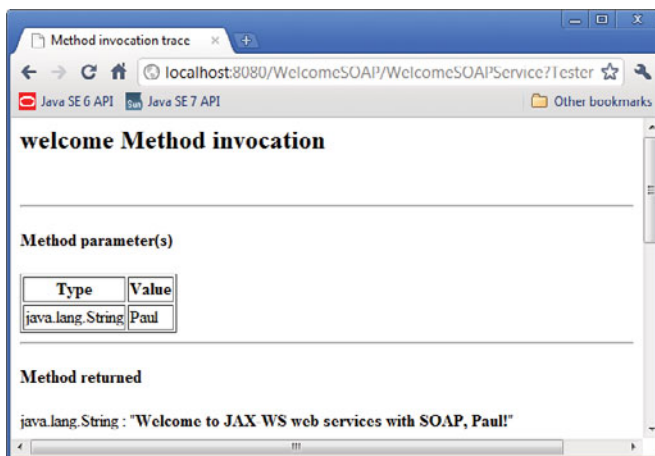 Method invocation trace
localhost:8080/WelcomeSOAP/WelcomeSOAPService?Tester
Java SE 6 API Sun Java SE 7 API Other bookmarks
welcome Method invocation
Method parameter(s)
Type Value
java.lang.String Paul
Method returned
java.lang.String : "Welcome to JAX-WS web services with SOAP, Paul!"